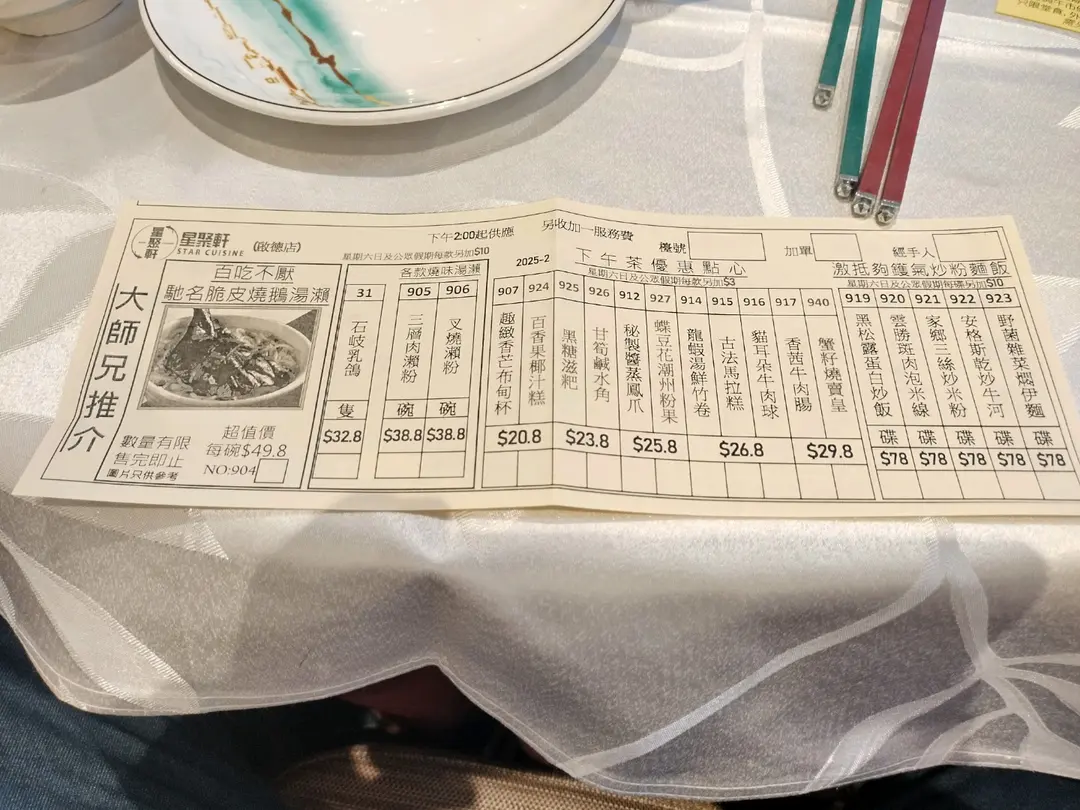 星聚軒
星聚軒
STAR CUISINE
(啟德店)
下午2:00起供應
另收加一服務費
檯號
加單
經手人
大師兄推介
百吃不厭
馳名脆皮燒鵝湯瀨
數量有限
售完即止
圖片只供參考
超值價
每碗$49.8
NO:904
星期六日及公眾假期每款另加$10
各款燒味湯瀨
31
905
906
石岐乳鴿
三層肉瀨粉
叉燒瀨粉
隻
碗
碗
$32.8
$38.8
$38.8
2025-2
下午茶優惠點心
星期六日及公眾假期每款另加$3
907
924
925
926
912
927
914
915
916
917
940
趣緻香芒布甸杯
百香果椰汁糕
黑糖滋粑
甘筍鹹水角
秘製醬蒸鳳爪
蝶豆花潮州粉果
龍蝦湯鮮竹卷
古法馬拉糕
貓耳朵牛肉球
香茜牛肉腸
蟹籽燒賣皇
$20.8
$23.8
$25.8
$26.8
$29.8
激抵夠鑊氣炒粉麵飯
星期六日及公眾假期每碟另加$10
919
920
921
922
923
黑松露蛋白炒飯
雲勝斑肉泡米線
家鄉三絲炒米粉
安格斯乾炒牛河
野菌雜菜燜伊麵
碟
碟
碟
碟
碟
$78
$78
$78
$78
$78